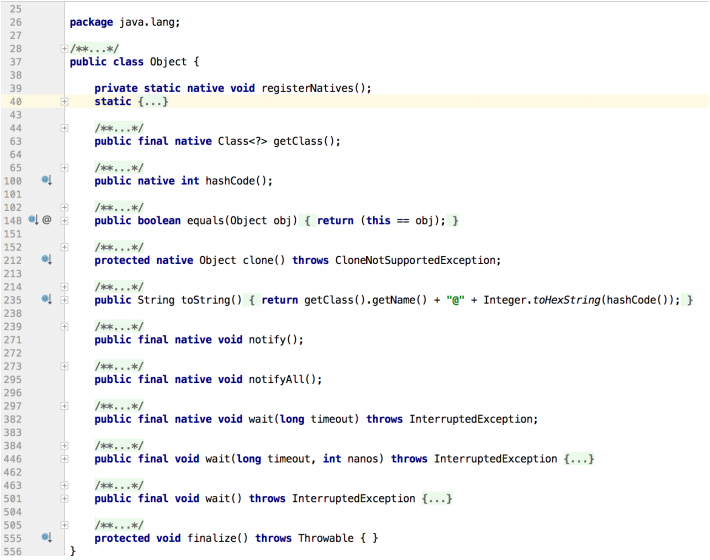 25
26 package java.lang;
27
28 /**...*/
37 public class Object {
38
39 private static native void registerNatives();
40 static {...}
43
44 /**...*/
63 public final native Class<?> getClass();
64
65 /**...*/
100 public native int hashCode();
101
102 /**...*/
148 @ public boolean equals(Object obj) { return (this == obj); }
151
152 /**...*/
212 protected native Object clone() throws CloneNotSupportedException;
213
214 /**...*/
235 public String toString() { return getClass().getName() + "@" + Integer.toHexString(hashCode()); }
238
239 /**...*/
271 public final native void notify();
272
273 /**...*/
295 public final native void notifyAll();
296
297 /**...*/
382 public final native void wait(long timeout) throws InterruptedException;
383
384 /**...*/
446 public final void wait(long timeout, int nanos) throws InterruptedException {...}
462
463 /**...*/
501 public final void wait() throws InterruptedException {...}
504
505 /**...*/
555 protected void finalize() throws Throwable { }
556 }